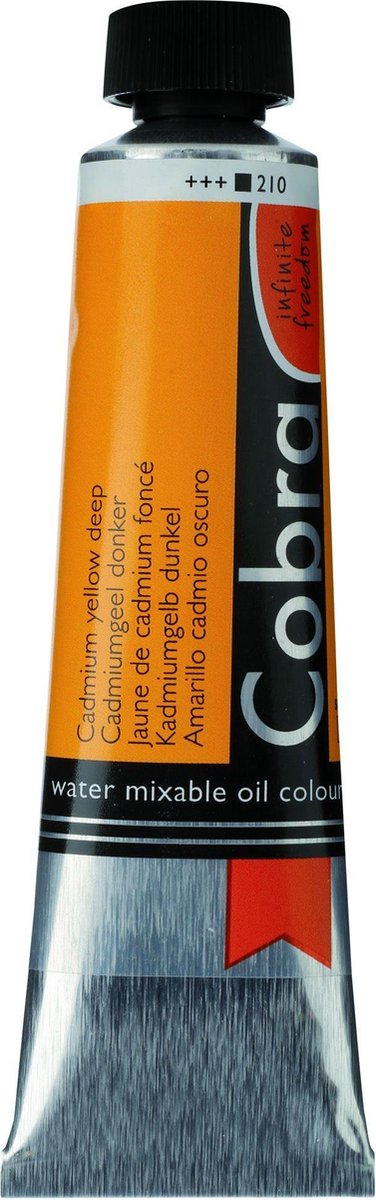 +++ ■ 210
infinite
freedom
Cobra
Cadmium yellow deep
Cadmiumgeel donker
Jaune de cadmium foncé
Kadmiumgelb dunkel
Amarillo cadmio oscuro
water mixable oil colour